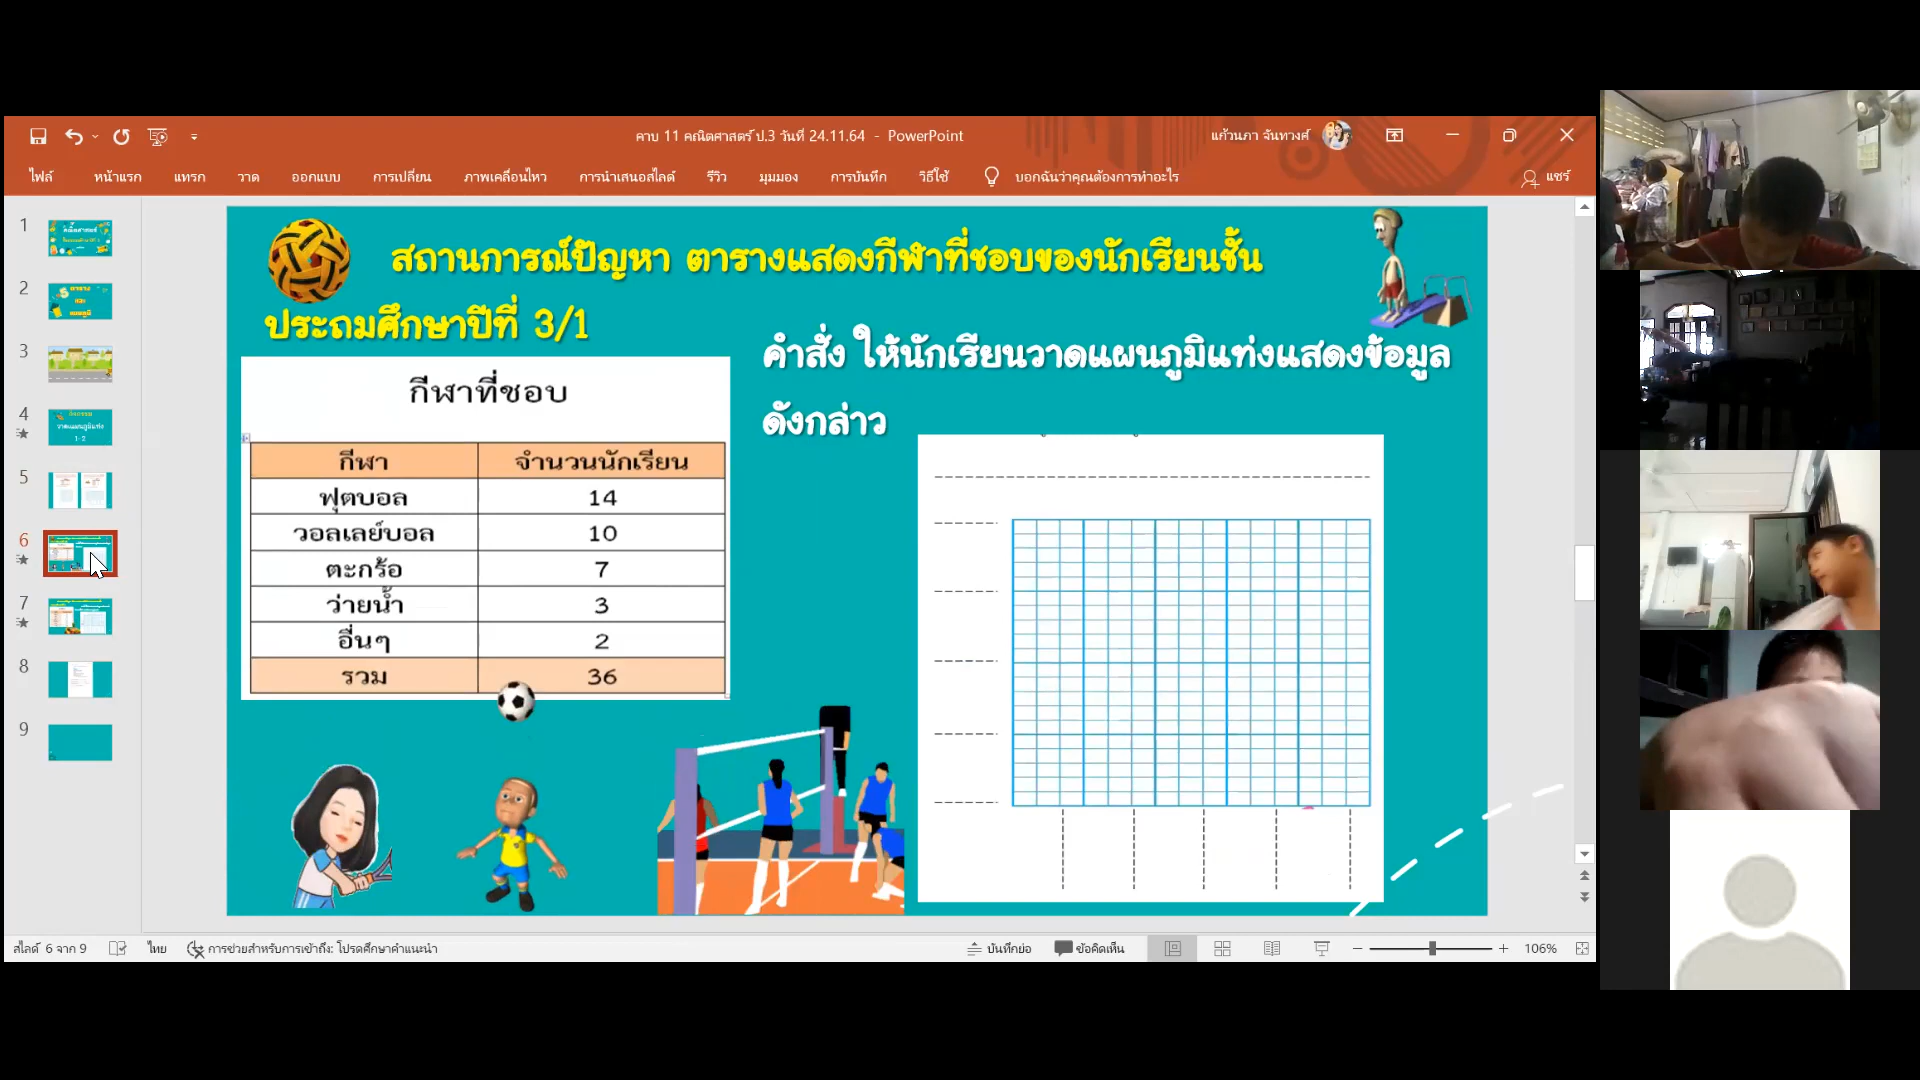 คาบ 11 คณิตศาสตร์ ป.3 วันที่ 24.11.64 - PowerPoint
แก้วนภา จันทวงศ์
ไฟล์ หน้าแรก แทรก วาด ออกแบบ การเปลี่ยน ภาพเคลื่อนไหว การนำเสนอสไลด์ รีวิว มุมมอง การบันทึก วิธีใช้ บอกฉันว่าคุณต้องการทำอะไร แชร์
1
2
3
4
5
6
7
8
9
สถานการณ์ปัญหา ตารางแสดงกีฬาที่ชอบของนักเรียนชั้น
ประถมศึกษาปีที่ 3/1
คำสั่ง ให้นักเรียนวาดแผนภูมิแท่งแสดงข้อมูล
ดังกล่าว
กีฬาที่ชอบ
กีฬา จำนวนนักเรียน
ฟุตบอล 14
วอลเลย์บอล 10
ตะกร้อ 7
ว่ายน้ำ 3
อื่นๆ 2
รวม 36
สไลด์ 6 จาก 9 ไทย การช่วยสำหรับการเข้าถึง: โปรดศึกษาคำแนะนำ บันทึกย่อ ข้อคิดเห็น 106%